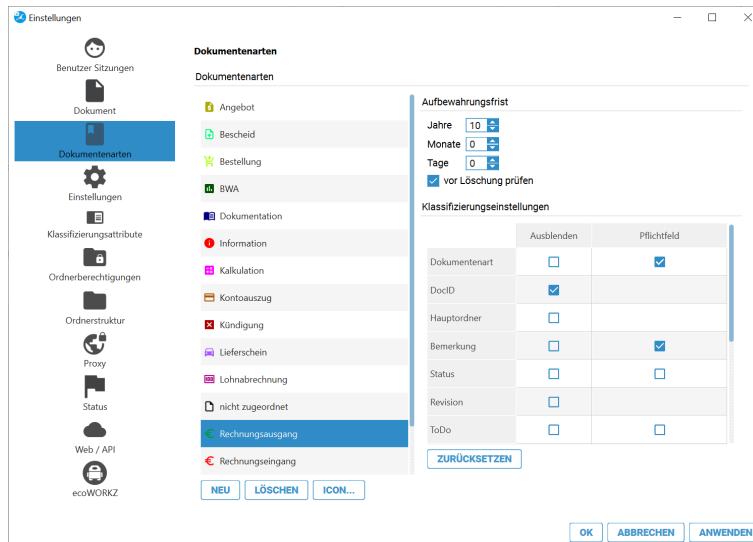 Einstellungen
Benutzer Sitzungen
Dokument
Dokumentenarten
Einstellungen
Klassifizierungsattribute
Ordnerberechtigungen
Ordnerstruktur
Proxy
Status
Web / API
ecoWORKZ
Dokumentenarten
Dokumentenarten
Angebot
Bescheid
Bestellung
BWA
Dokumentation
Information
Kalkulation
Kontoauszug
Kündigung
Lieferschein
Lohnabrechnung
nicht zugeordnet
Rechnungsausgang
Rechnungseingang
NEU LÖSCHEN ICON...
Aufbewahrungsfrist
Jahre 10
Monate 0
Tage 0
vor Löschung prüfen
Klassifizierungseinstellungen
Ausblenden Pflichtfeld
Dokumentenart
DocID
Hauptordner
Bemerkung
Status
Revision
ToDo
ZURÜCKSETZEN
OK ABBRECHEN ANWENDEN